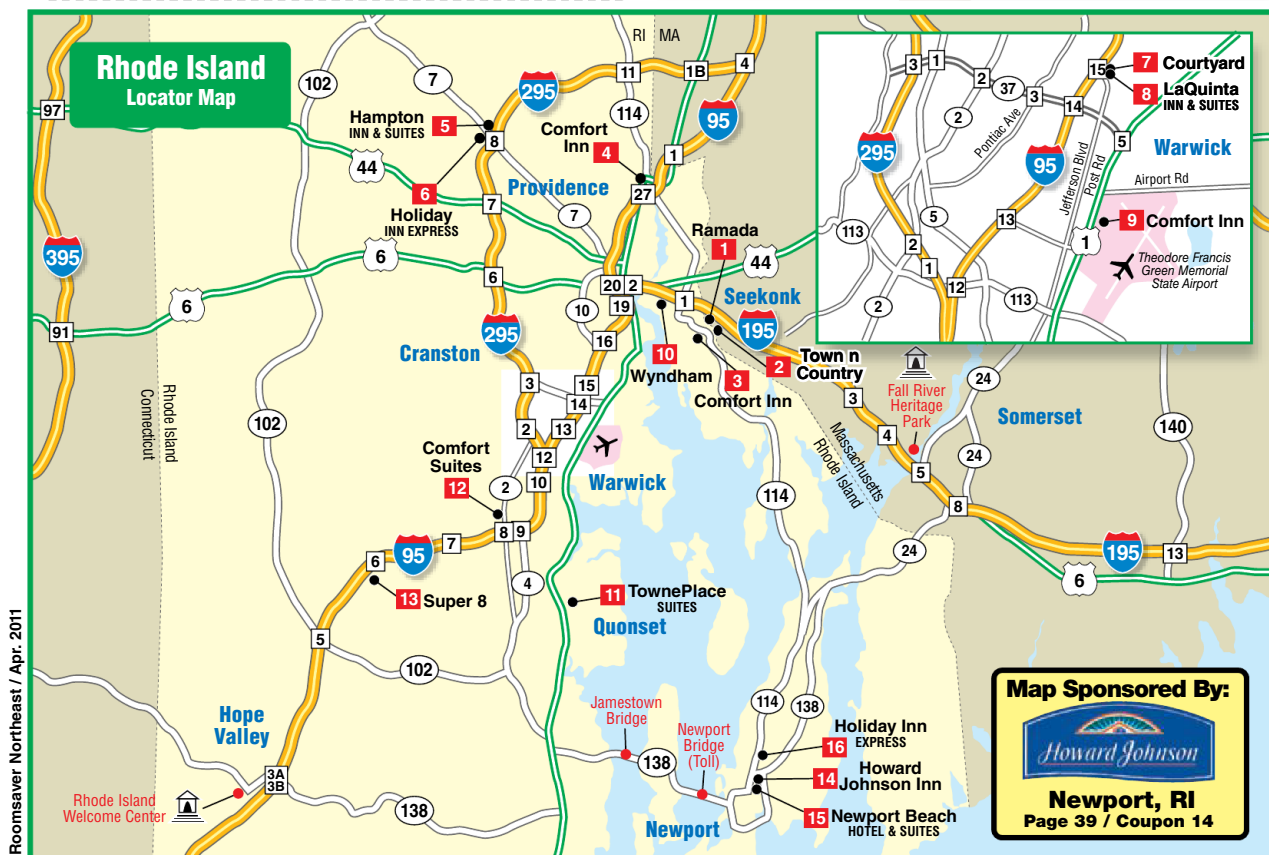 Rhode Island
Locator Map
Roomsaver Northeast / Apr. 2011
RI
MA
97
102
7
295
11
114
1B
4
95
Hampton
INN & SUITES
5
8
Comfort
Inn
4
44
6
Holiday
INN EXPRESS
Providence
7
7
27
1
395
6
6
91
6
20
2
19
10
16
Ramada
1
44
Seekonk
1
195
295
Cranston
10
Wyndham
3
Comfort Inn
2
Town n
Country
Rhode Island
Connecticut
102
3
15
14
2
13
12
10
Comfort
Suites
12
2
Warwick
8
9
7
95
6
13
Super 8
4
11
TownePlace
SUITES
Quonset
5
102
Hope
Valley
3A
3B
Rhode Island
Welcome Center
138
Jamestown
Bridge
138
Newport
Bridge
(Toll)
Newport
114
138
Holiday Inn
EXPRESS
16
Howard
Johnson Inn
14
15
Newport Beach
HOTEL & SUITES
114
24
Massachusetts
Rhode Island
3
4
Fall River
Heritage
Park
5
24
24
Somerset
140
8
195
13
6
3
1
2
37
3
2
Pontiac Ave
295
95
14
15
7
Courtyard
8
LaQuinta
INN & SUITES
5
Warwick
Jefferson Blvd
Post Rd
Airport Rd
13
9
Comfort Inn
1
Theodore Francis
Green Memorial
State Airport
5
113
2
1
12
113
2
Map Sponsored By:
Howard Johnson
Newport, RI
Page 39 / Coupon 14